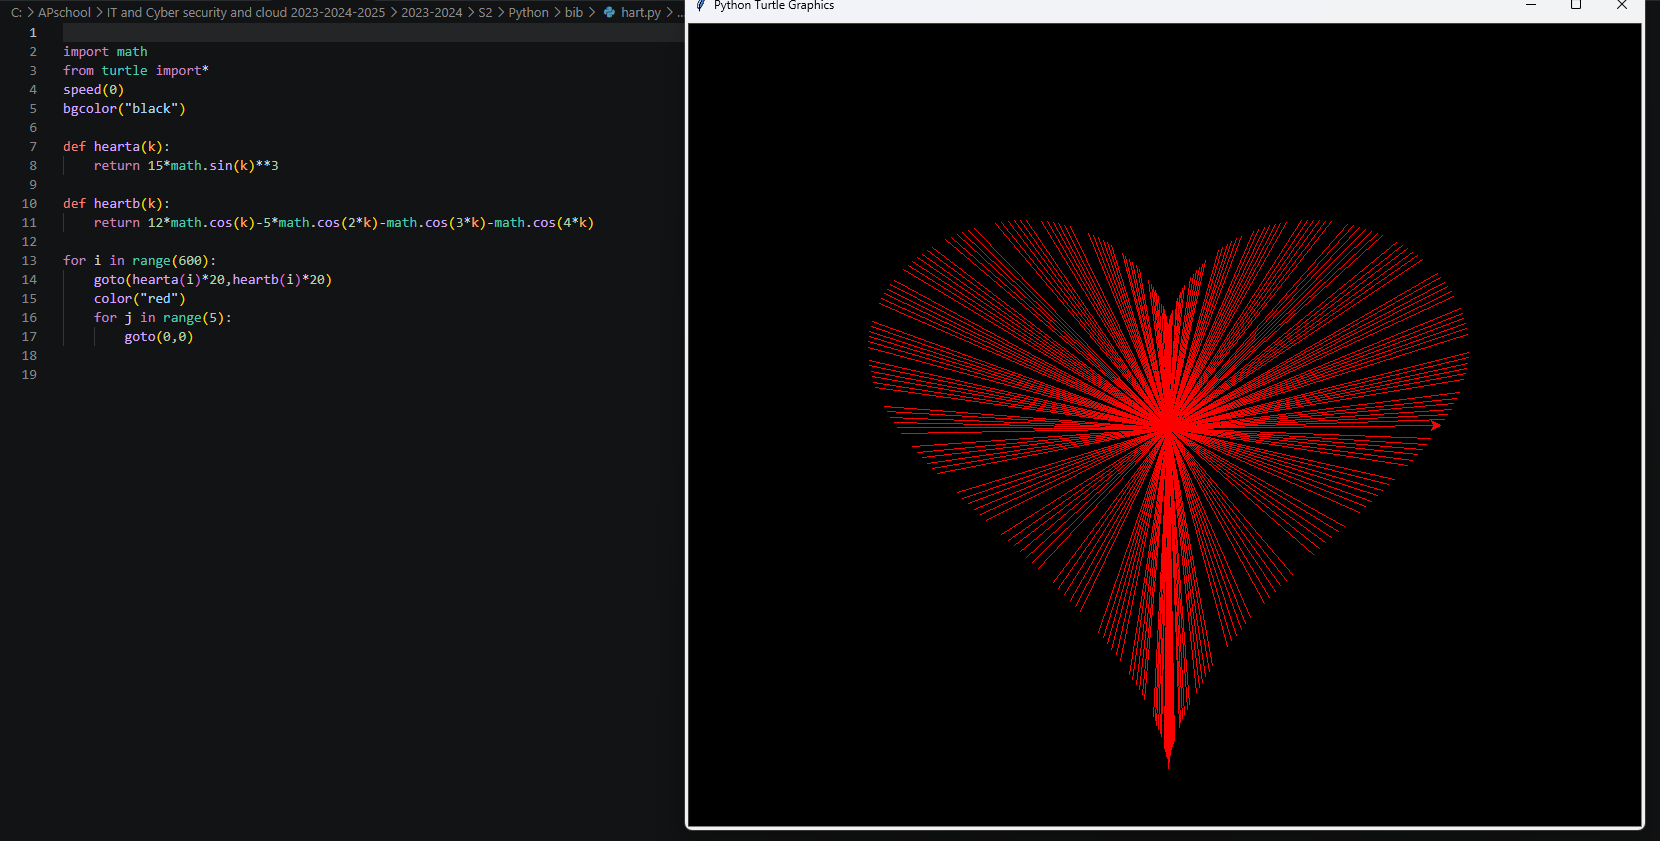 C: > APschool > IT and Cyber security and cloud 2023-2024-2025 > 2023-2024 > S2 > Python > bib > hart.py > ...
Python Turtle Graphics
1
2 import math
3 from turtle import*
4 speed(0)
5 bgcolor("black")
6
7 def hearta(k):
8     return 15*math.sin(k)**3
9
10 def heartb(k):
11     return 12*math.cos(k)-5*math.cos(2*k)-math.cos(3*k)-math.cos(4*k)
12
13 for i in range(600):
14     goto(hearta(i)*20,heartb(i)*20)
15     color("red")
16     for j in range(5):
17         goto(0,0)
18
19